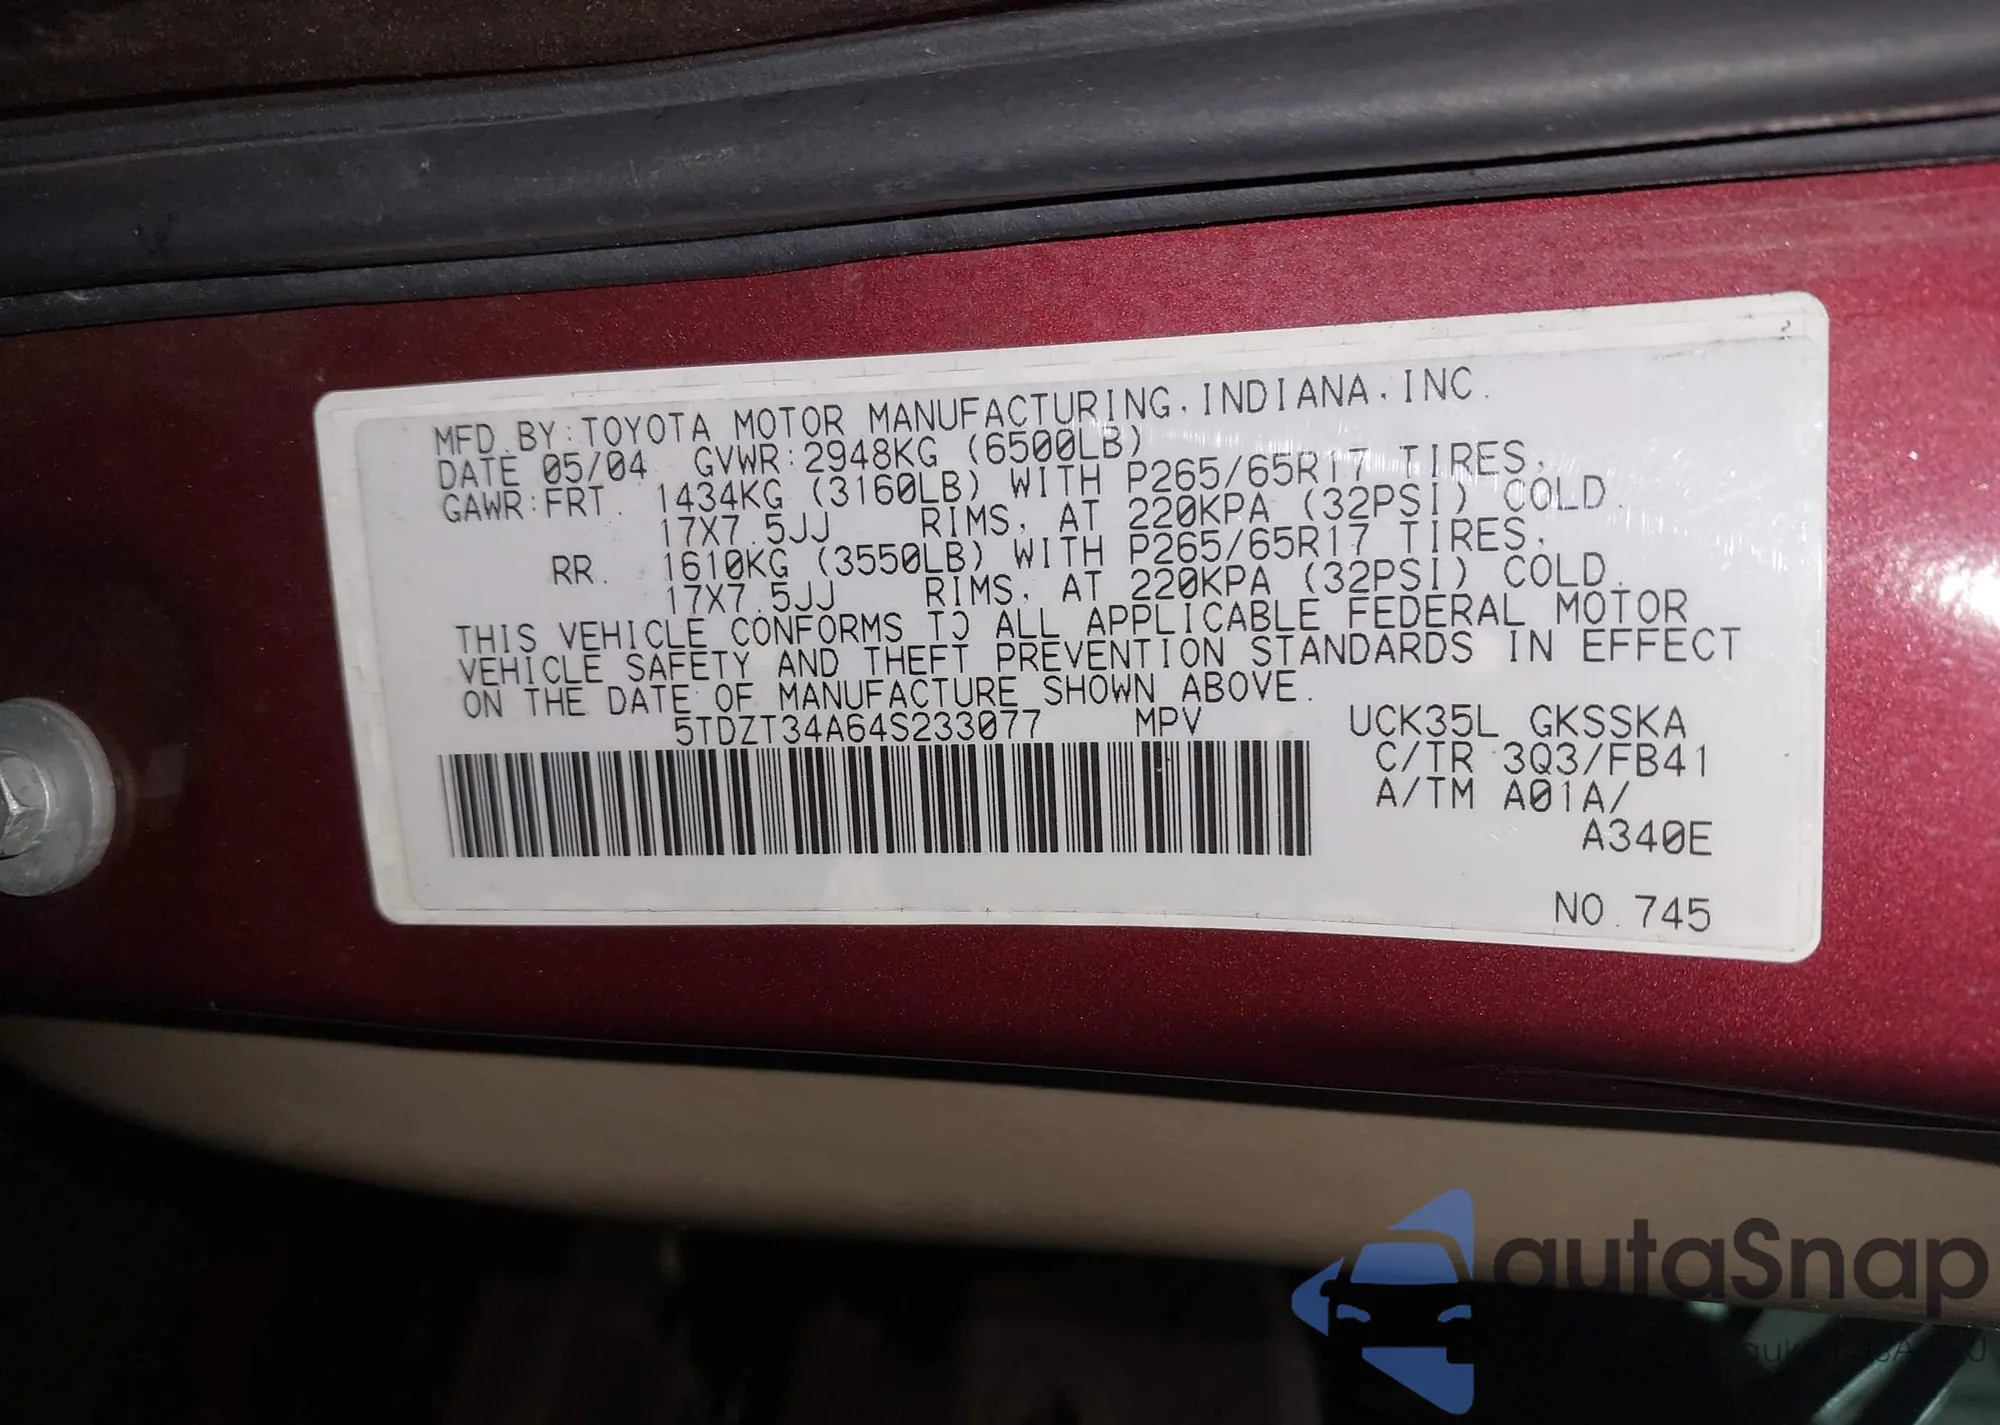 2
MFD.BY:TOYOTA MOTOR MANUFACTURING,INDIANA,INC.
DATE 05/04 GVWR:2948KG (6500LB)
GAWR:FRT. 1434KG (3160LB) WITH P265/65R17 TIRES,
17X7.5JJ RIMS, AT 220KPA (32PSI) COLD.
RR. 1610KG (3550LB) WITH P265/65R17 TIRES,
17X7.5JJ RIMS, AT 220KPA (32PSI) COLD.
THIS VEHICLE CONFORMS TO ALL APPLICABLE FEDERAL MOTOR
VEHICLE SAFETY AND THEFT PREVENTION STANDARDS IN EFFECT
ON THE DATE OF MANUFACTURE SHOWN ABOVE.
5TDZT34A64S233077 MPV UCK35L GKSSKA
C/TR 3Q3/FB41
A/TM A01A/
A340E
NO.745
autaSnap